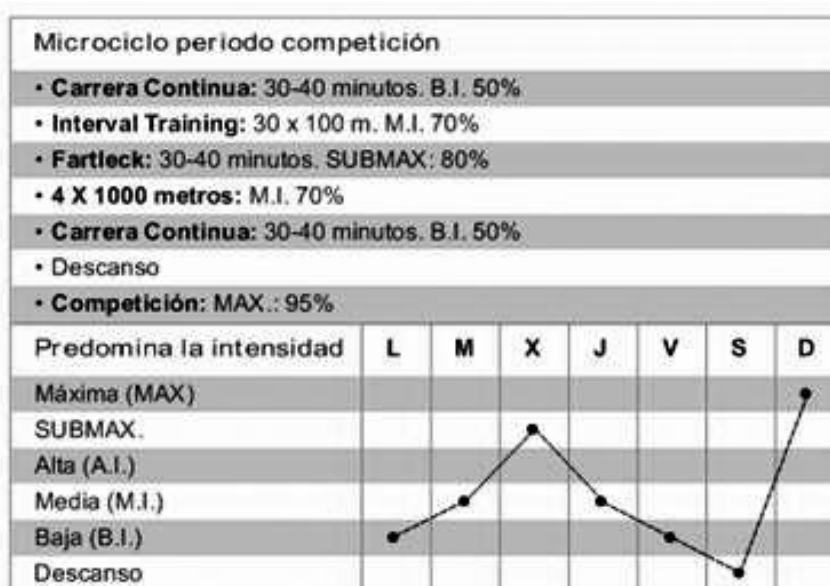 Microciclo periodo competición
• Carrera Continua: 30-40 minutos. B.I. 50%
• Interval Training: 30 x 100 m. M.I. 70%
• Fartleck: 30-40 minutos. SUBMAX: 80%
• 4 X 1000 metros: M.I. 70%
• Carrera Continua: 30-40 minutos. B.I. 50%
• Descanso
• Competición: MAX.: 95%
Predomina la intensidad L M X J V S D
Máxima (MAX)
SUBMAX.
Alta (A.I.)
Media (M.I.)
Baja (B.I.)
Descanso